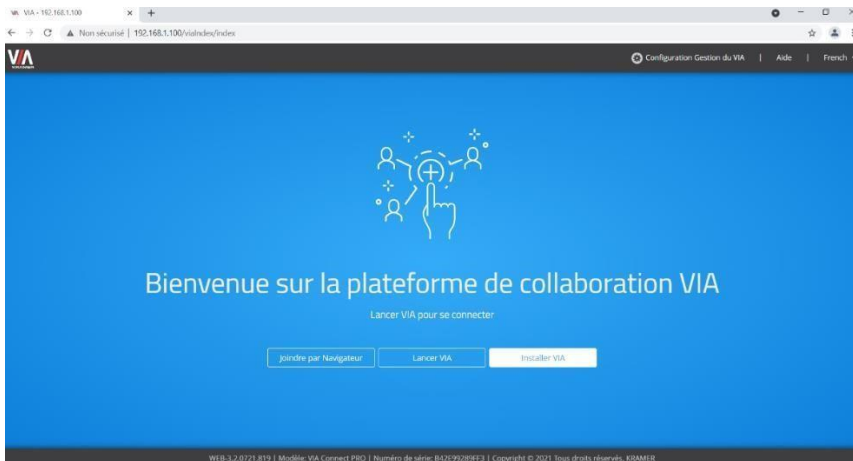 VIA - 192.168.1.100
Non sécurisé | 192.168.1.100/viaIndex/index
VIA
Configuration Gestion du VIA | Aide | French
Bienvenue sur la plateforme de collaboration VIA
Lancer VIA pour se connecter
Joindre par Navigateur
Lancer VIA
Installer VIA
WEB-3.2.0721.819 | Modèle: VIA Connect PRO | Numéro de série: B42E99289FF3 | Copyright © 2021 Tous droits réservés. KRAMER